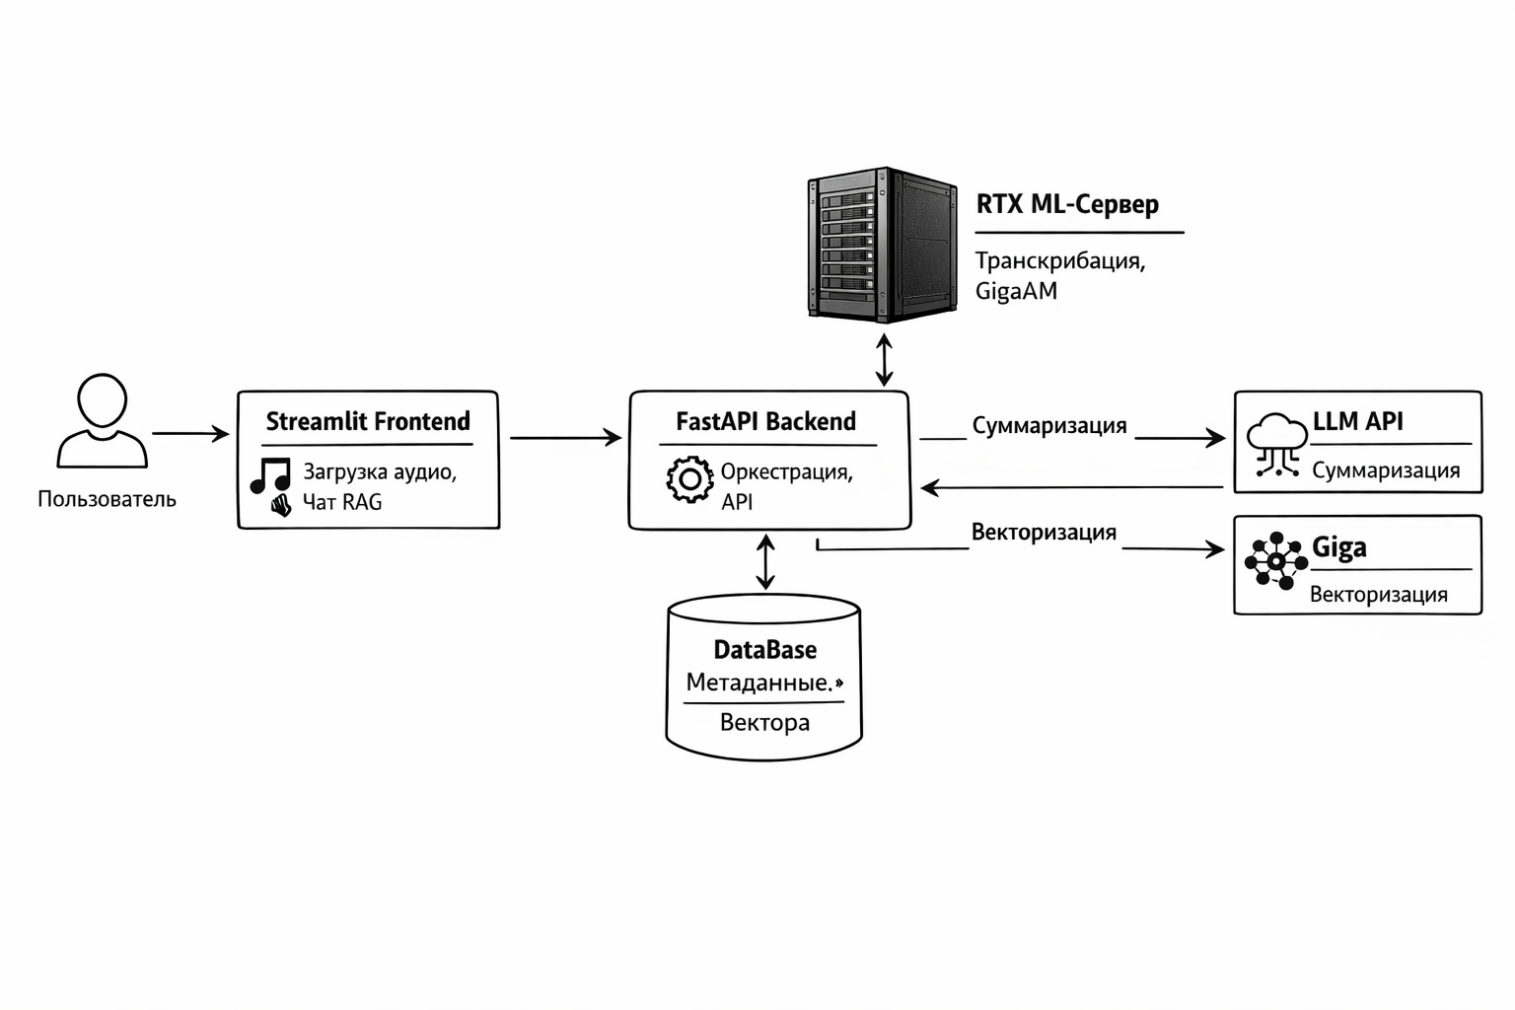 RTX ML-Сервер
Транскрибация,
GigaAM
Пользователь
Streamlit Frontend
Загрузка аудио,
Чат RAG
FastAPI Backend
Оркестрация,
API
Суммаризация
LLM API
Суммаризация
Векторизация
Giga
Векторизация
DataBase
Метаданные.»
Вектора